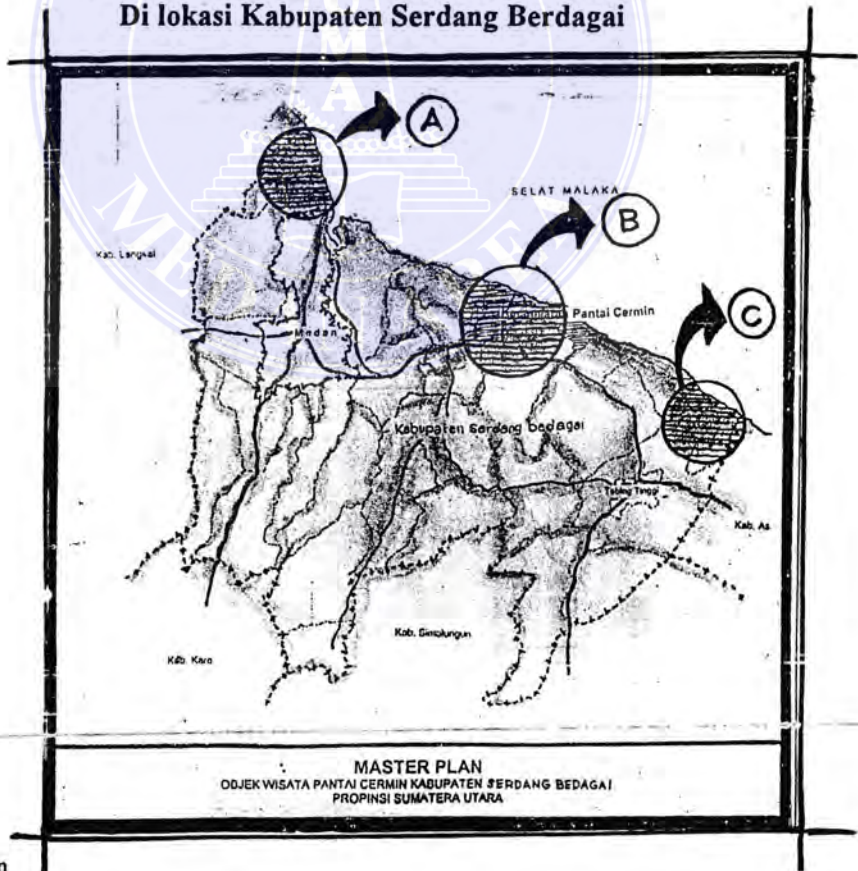 Di lokasi Kabupaten Serdang Berdagai
A
SELAT MALAKA
B
Kab. Langkat
Pantai Cermin
Medan
C
Kabupaten Serdang bedagai
Tebing Tinggi
Kab. As
Kab. Simalungun
Kab. Karo
MASTER PLAN
OBJEK WISATA PANTAI CERMIN KABUPATEN SERDANG BEDAGAI
PROPINSI SUMATERA UTARA
n